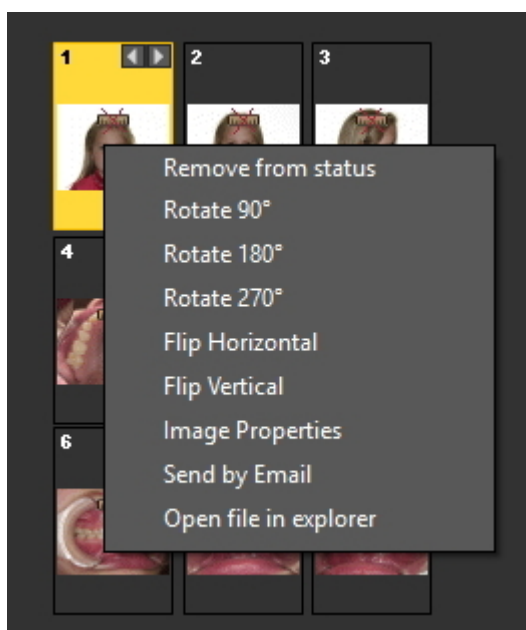 1
2
3
Remove from status
Rotate 90°
4
Rotate 180°
Rotate 270°
Flip Horizontal
Flip Vertical
6
Image Properties
Send by Email
Open file in explorer